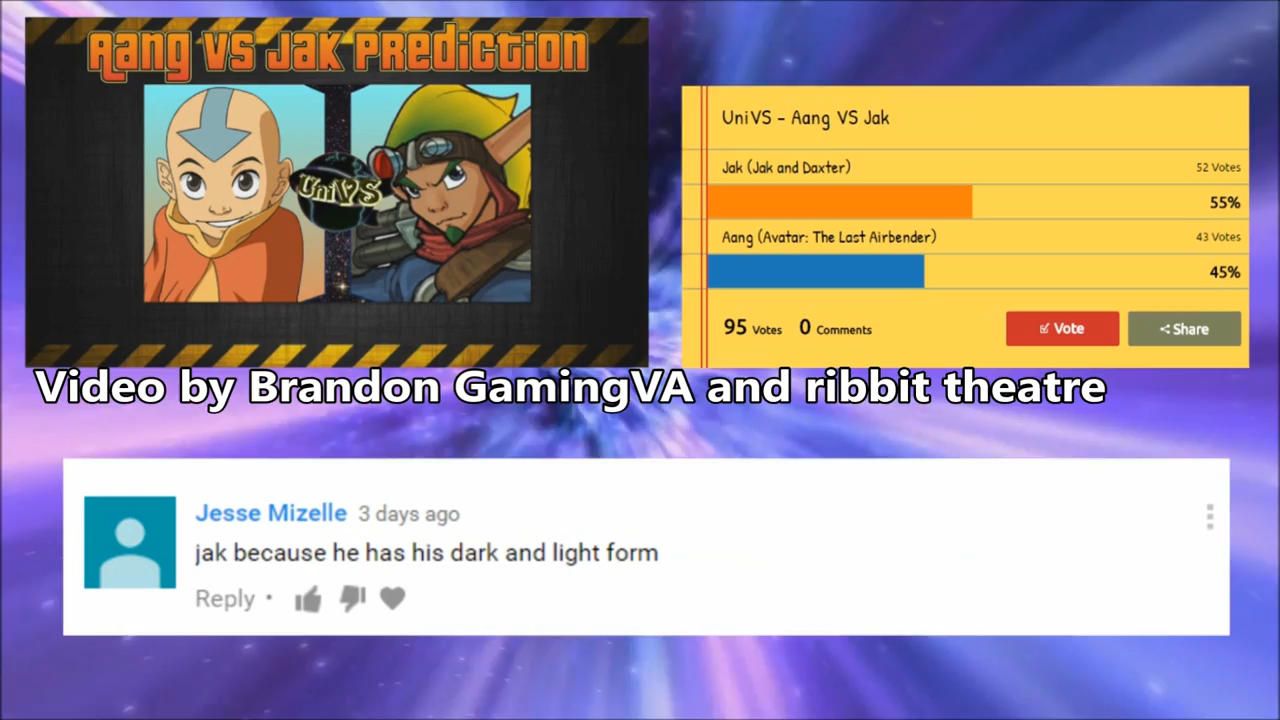 Aang VS Jak Prediction
UniVS
UniVS - Aang VS Jak
Jak (Jak and Daxter) 52 Votes
55%
Aang (Avatar: The Last Airbender) 43 Votes
45%
95 Votes 0 Comments Vote Share
Video by Brandon GamingVA and ribbit theatre
Jesse Mizelle 3 days ago
jak because he has his dark and light form
Reply •